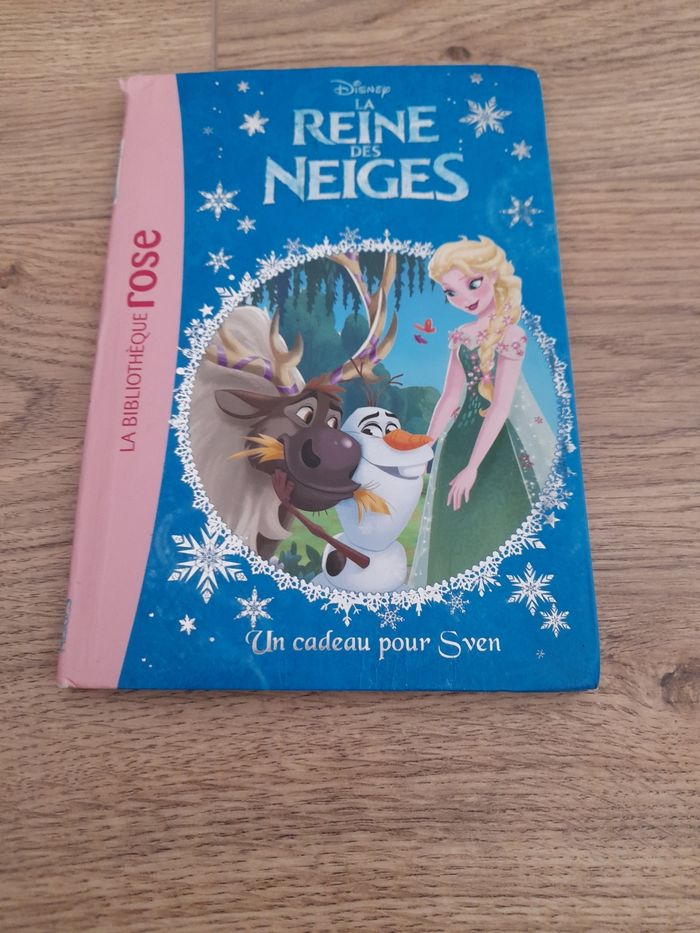 Disney
LA
REINE
DES
NEIGES
LA BIBLIOTHÈQUE rose
Un cadeau pour Sven